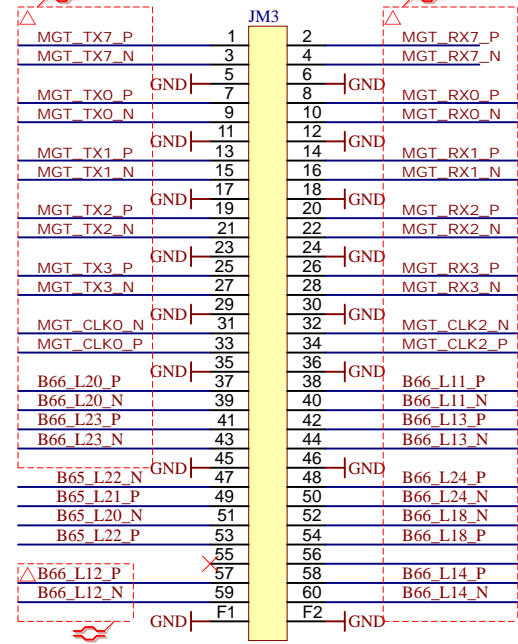 JM3
MGT_TX7_P 1 2 MGT_RX7_P
MGT_TX7_N 3 4 MGT_RX7_N
GND 5 6 GND
MGT_TX0_P 7 8 MGT_RX0_P
MGT_TX0_N 9 10 MGT_RX0_N
GND 11 12 GND
MGT_TX1_P 13 14 MGT_RX1_P
MGT_TX1_N 15 16 MGT_RX1_N
GND 17 18 GND
MGT_TX2_P 19 20 MGT_RX2_P
MGT_TX2_N 21 22 MGT_RX2_N
GND 23 24 GND
MGT_TX3_P 25 26 MGT_RX3_P
MGT_TX3_N 27 28 MGT_RX3_N
GND 29 30 GND
MGT_CLK0_N 31 32 MGT_CLK2_N
MGT_CLK0_P 33 34 MGT_CLK2_P
GND 35 36 GND
B66_L20_P 37 38 B66_L11_P
B66_L20_N 39 40 B66_L11_N
B66_L23_P 41 42 B66_L13_P
B66_L23_N 43 44 B66_L13_N
GND 45 46 GND
B65_L22_N 47 48 B66_L24_P
B65_L21_P 49 50 B66_L24_N
B65_L20_N 51 52 B66_L18_N
B65_L22_P 53 54 B66_L18_P
55 56
B66_L12_P 57 58 B66_L14_P
B66_L12_N 59 60 B66_L14_N
GND F1 F2 GND